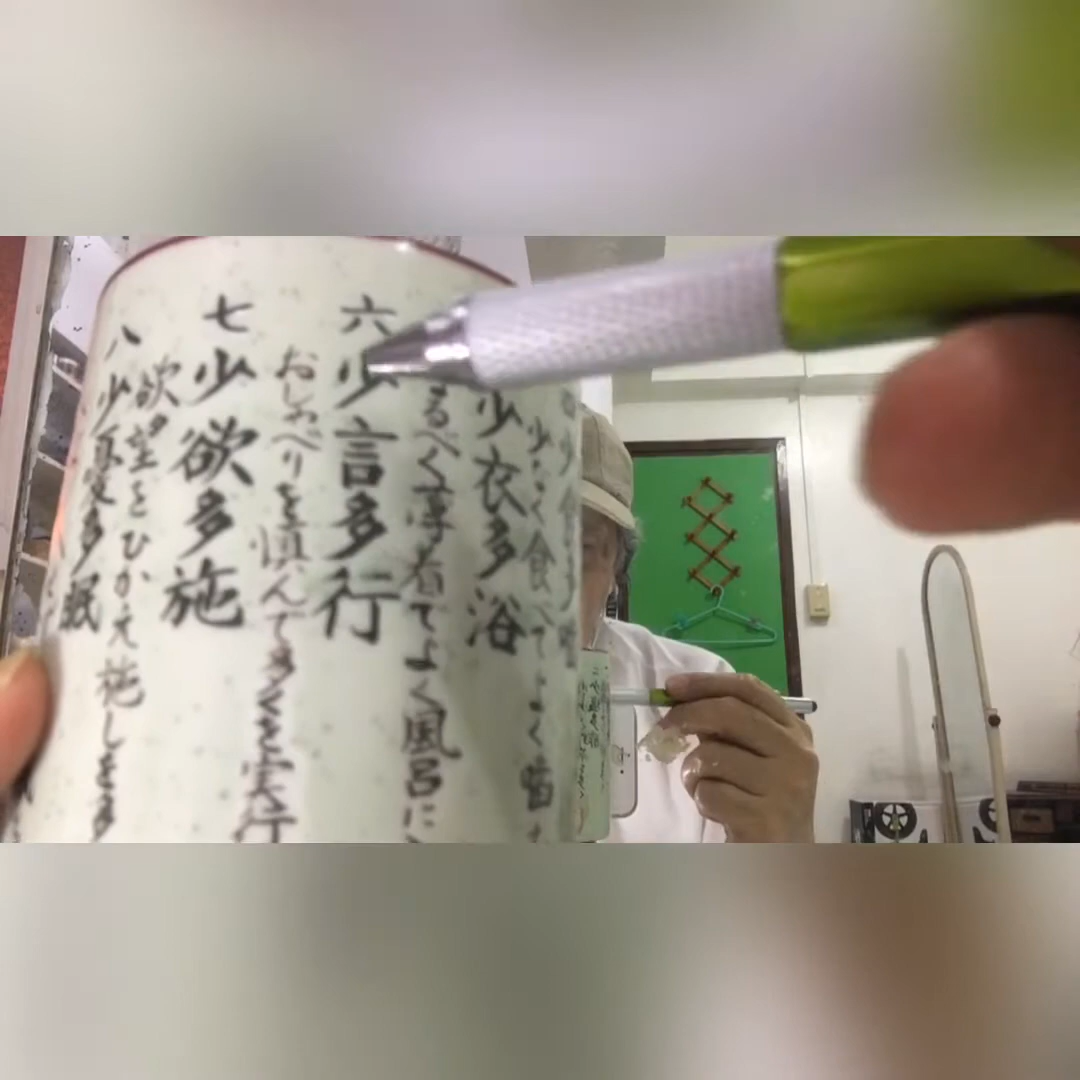 少食多
少なく食べてよく噛
少衣多浴
るべく薄着でよく風呂に
六 少言多行
おしゃべりを慎んで多くを実行
七 少欲多施
欲望をひかえ施しを多
八 少憂多眠